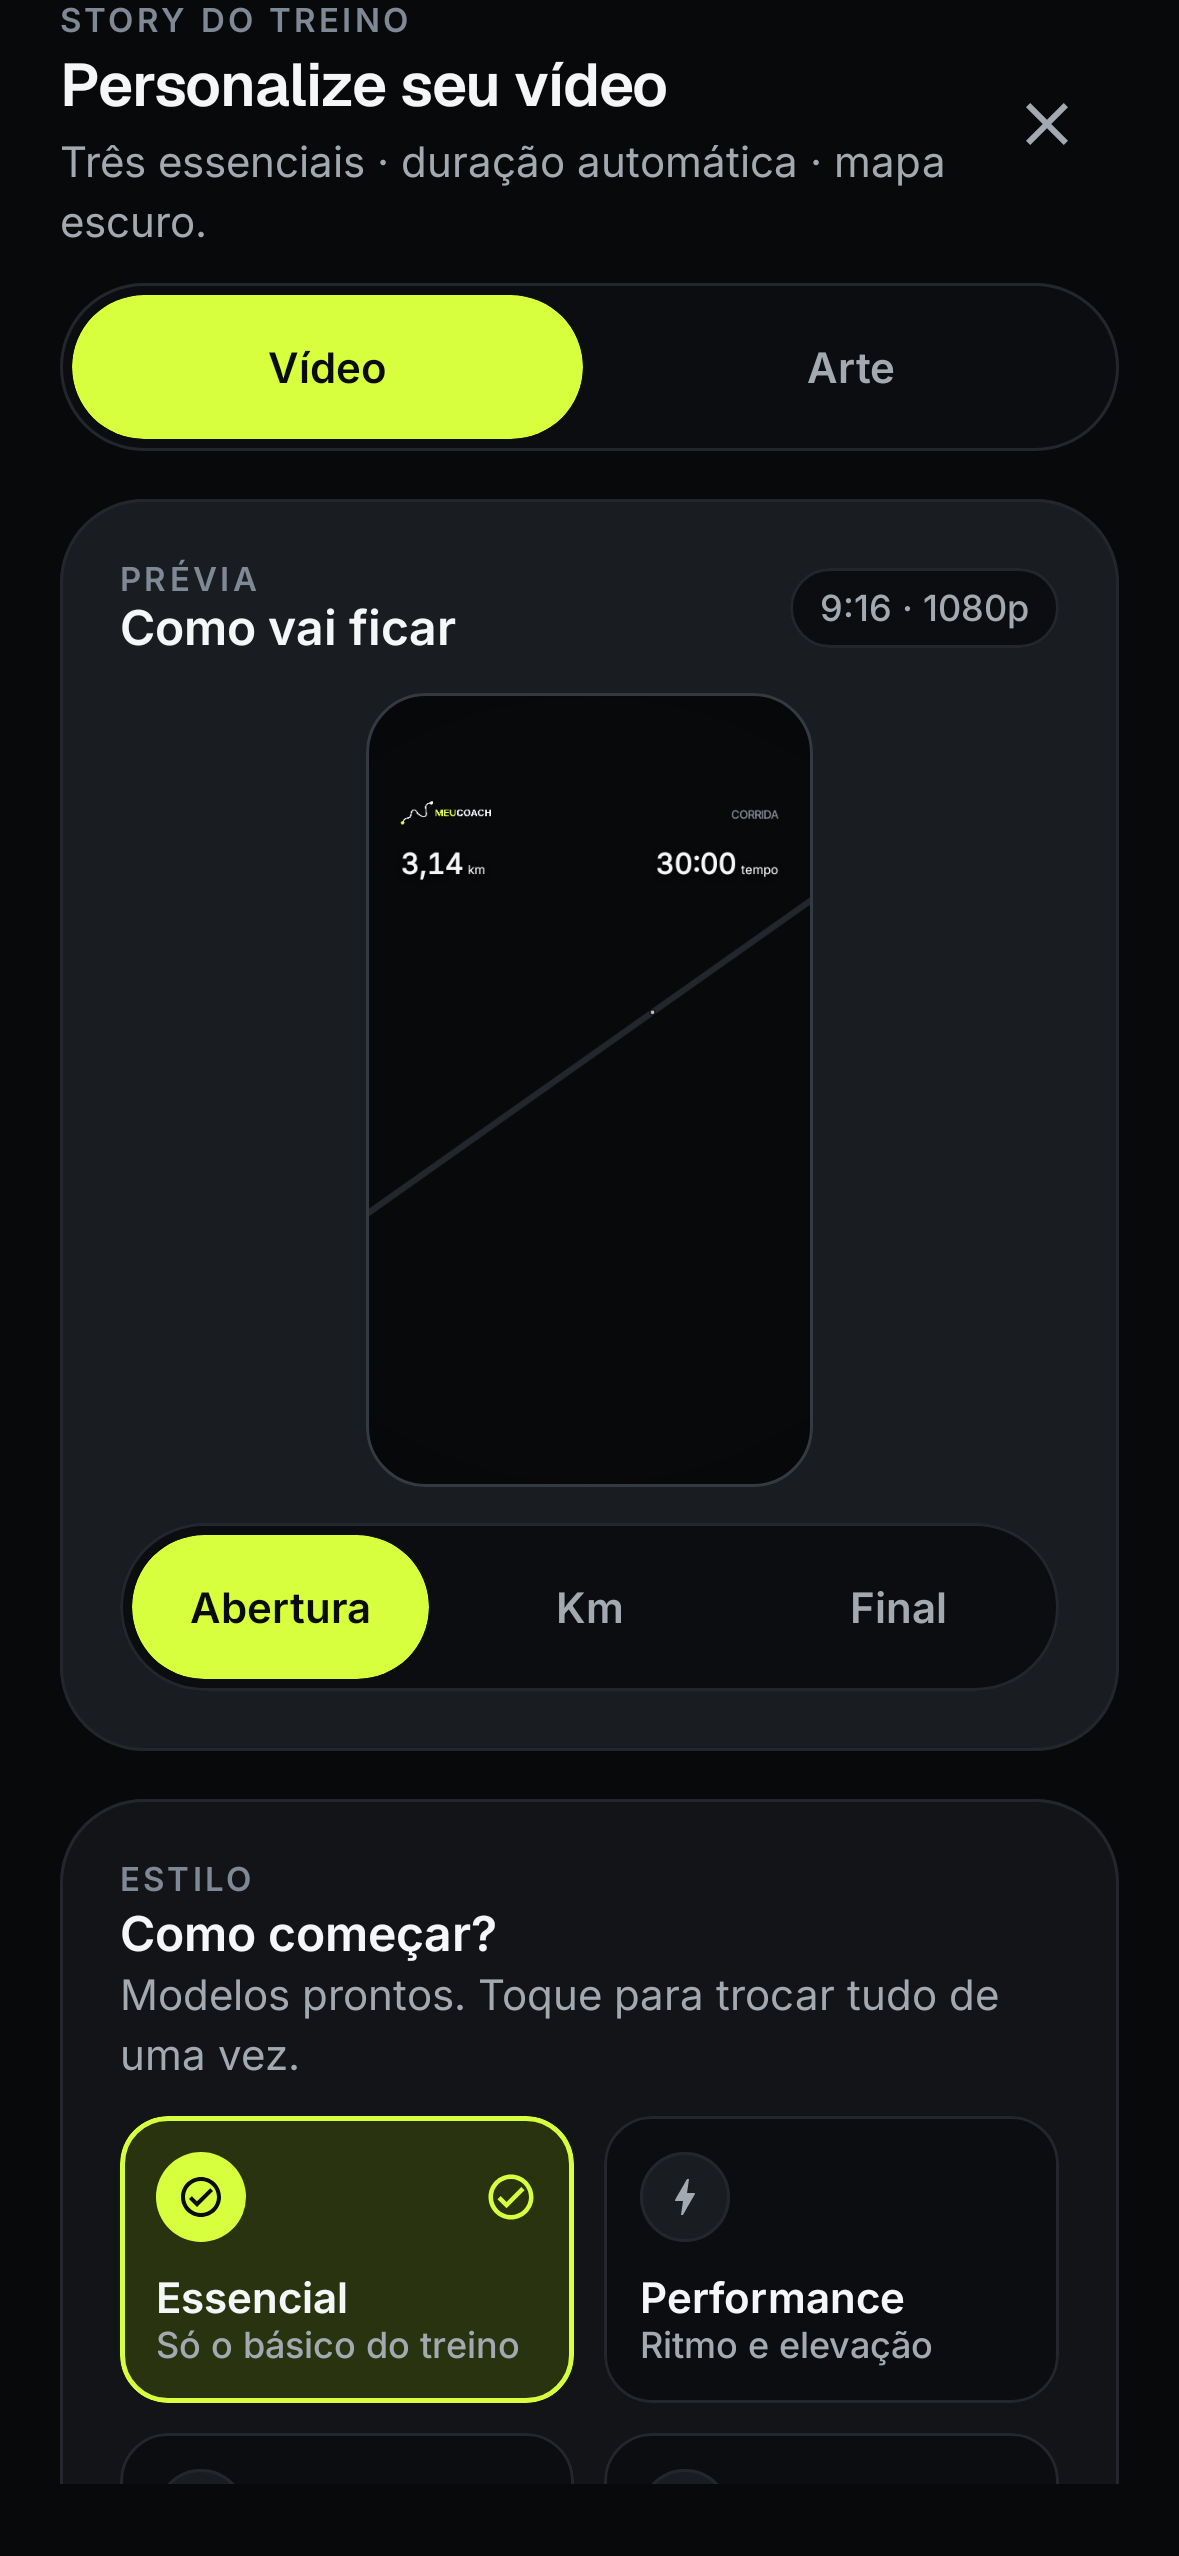 STORY DO TREINO
Personalize seu vídeo
Três essenciais · duração automática · mapa
escuro.
Vídeo
Arte
PRÉVIA
Como vai ficar
9:16 · 1080p
MEUCOACH
CORRIDA
3,14 km
30:00 tempo
Abertura
Km
Final
ESTILO
Como começar?
Modelos prontos. Toque para trocar tudo de
uma vez.
Essencial
Só o básico do treino
Performance
Ritmo e elevação